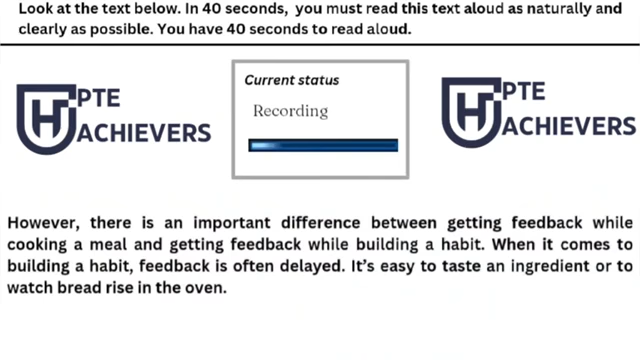 Look at the text below. In 40 seconds, you must read this text aloud as naturally and
clearly as possible. You have 40 seconds to read aloud.
PTE
ACHIEVERS
Current status
Recording
PTE
ACHIEVERS
However, there is an important difference between getting feedback while
cooking a meal and getting feedback while building a habit. When it comes to
building a habit, feedback is often delayed. It's easy to taste an ingredient or to
watch bread rise in the oven.